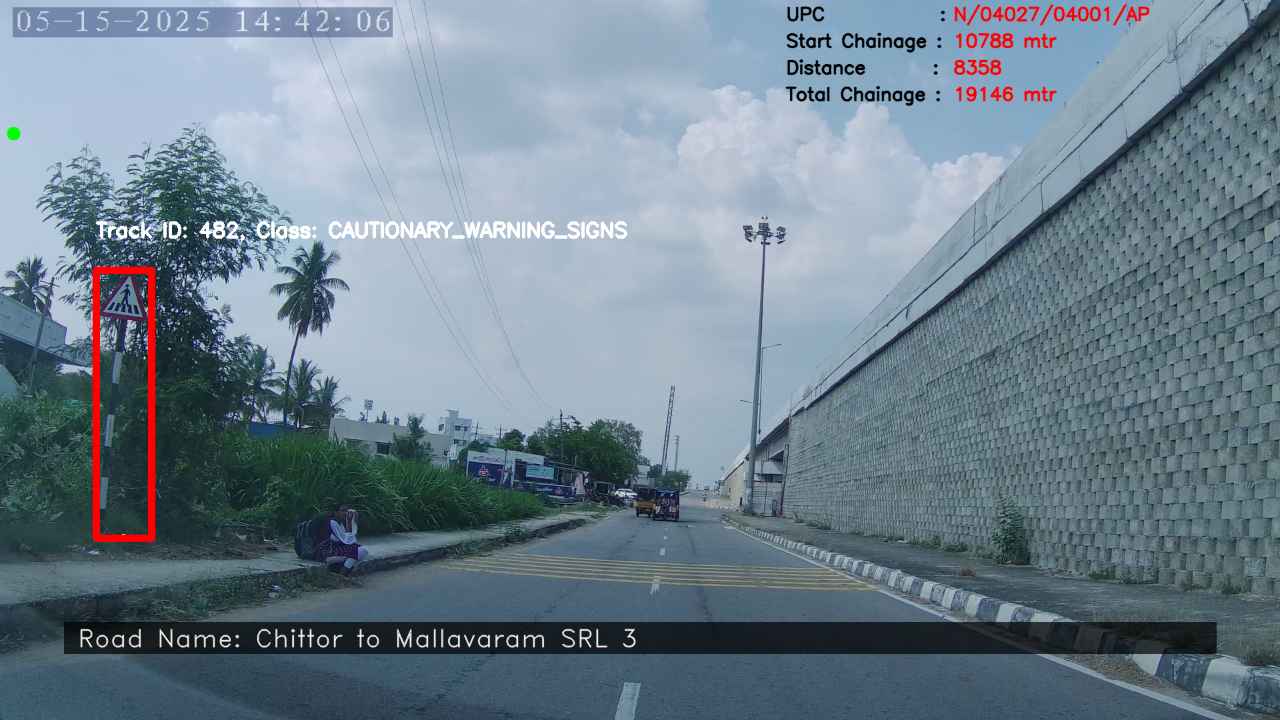 05-15-2025 14:42:06
UPC : N/04027/04001/AP
Start Chainage : 10788 mtr
Distance : 8358
Total Chainage : 19146 mtr
Track ID: 482, Class: CAUTIONARY_WARNING_SIGNS
Road Name: Chittor to Mallavaram SRL 3